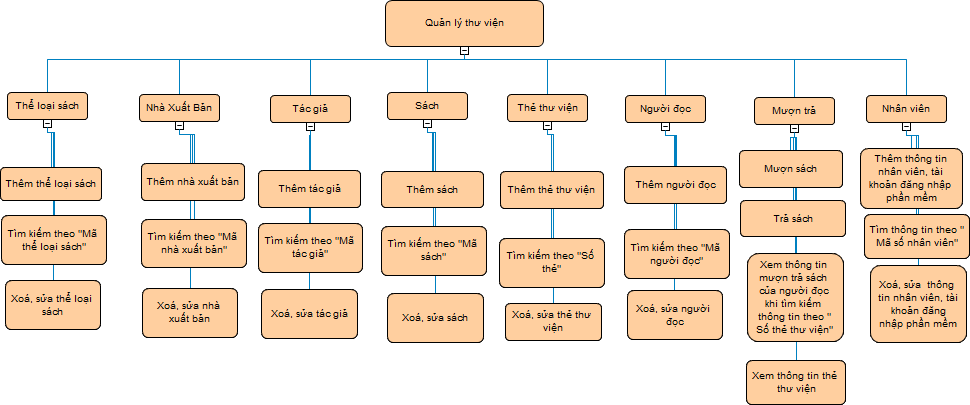 Quản lý thư viện
Thể loại sách
Nhà Xuất Bản
Tác giả
Sách
Thẻ thư viện
Người đọc
Mượn trả
Nhân viên
Thêm thể loại sách
Tìm kiếm theo "Mã
thể loại sách"
Xoá, sửa thể loại
sách
Thêm nhà xuất bản
Tìm kiếm theo "Mã
nhà xuất bản"
Xoá, sửa nhà
xuất bản
Thêm tác giả
Tìm kiếm theo "Mã
tác giả"
Xoá, sửa tác giả
Thêm sách
Tìm kiếm theo "Mã
sách"
Xoá, sửa sách
Thêm thẻ thư viện
Tìm kiếm theo "Số
thẻ"
Xoá, sửa thẻ thư
viện
Thêm người đọc
Tìm kiếm theo "Mã
người đọc"
Xoá, sửa người
đọc
Mượn sách
Trả sách
Xem thông tin
mượn trả sách
của người đọc
khi tìm kiếm
thông tin theo "
Số thẻ thư viện"
Xem thông tin thẻ
thư viện
Thêm thông tin
nhân viên, tài
khoản đăng nhập
phần mềm
Tìm thông tin theo "
Mã số nhân viên"
Xoá, sửa thông
tin nhân viên, tài
khoản đăng
nhập phần mềm